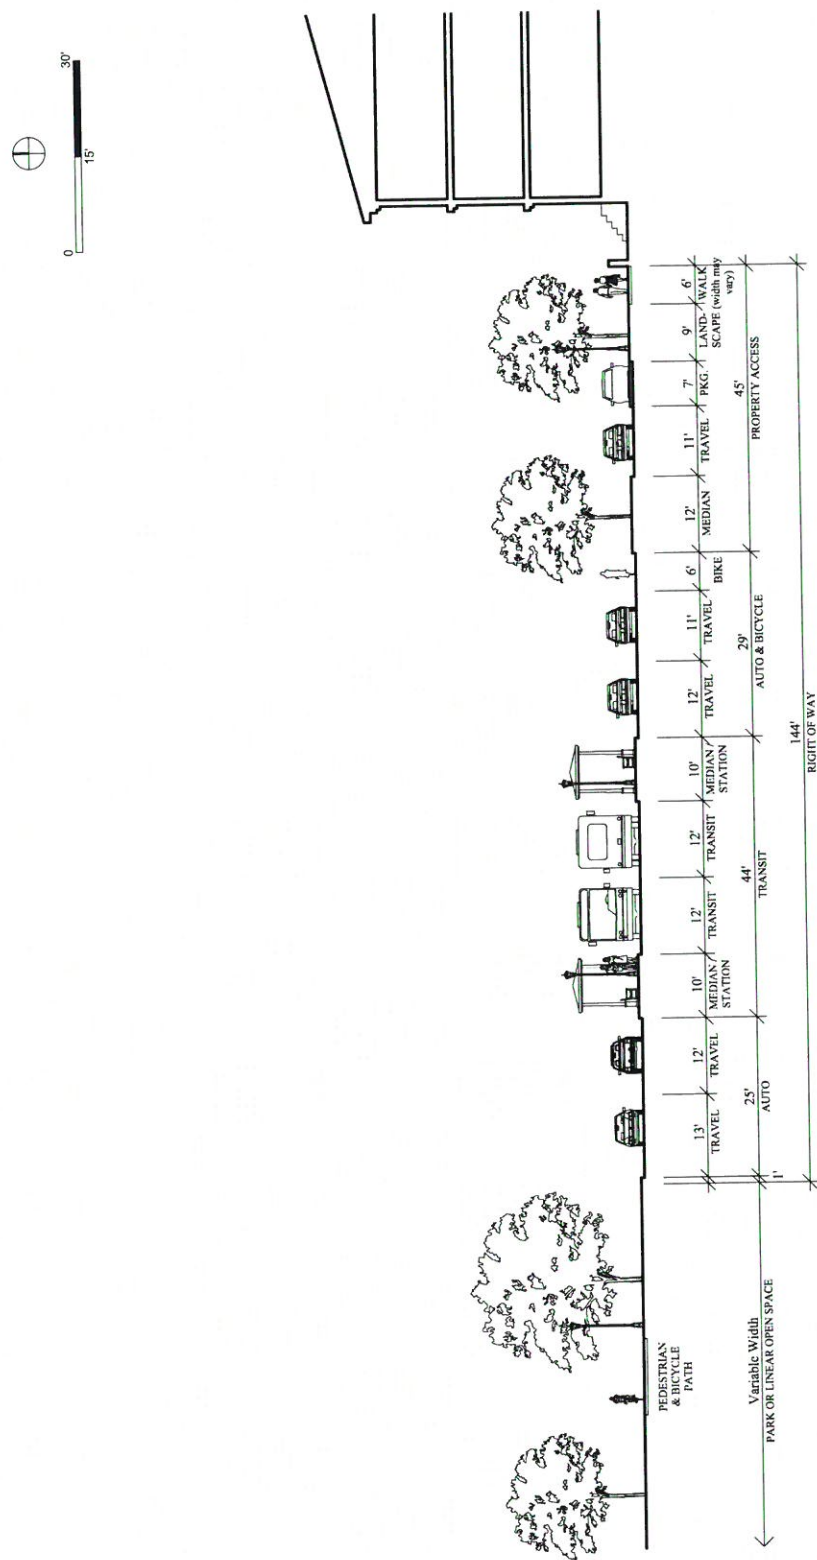 0
15'
30'
PEDESTRIAN
& BICYCLE
PATH
13'
TRAVEL
12'
TRAVEL
10'
MEDIAN /
STATION
12'
TRANSIT
12'
TRANSIT
10'
MEDIAN /
STATION
12'
TRAVEL
11'
TRAVEL
6'
BIKE
12'
MEDIAN
11'
TRAVEL
7'
PKG.
9'
LAND-
SCAPE
6'
WALK
(width may
vary)
Variable Width
PARK OR LINEAR OPEN SPACE
1'
25'
AUTO
44'
TRANSIT
29'
AUTO & BICYCLE
45'
PROPERTY ACCESS
144'
RIGHT OF WAY